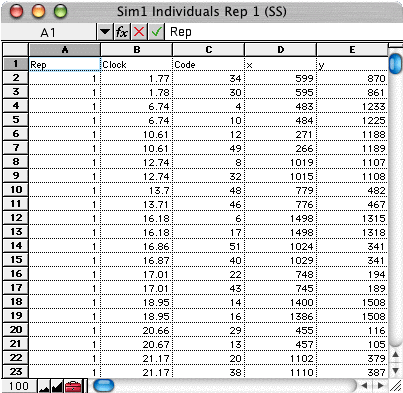 Sim1 Individuals Rep 1 (SS)
A1 fx Rep
A B C D E
1 Rep Clock Code x y
2 1 1.77 34 599 870
3 1 1.78 30 595 861
4 1 6.74 4 483 1233
5 1 6.74 10 484 1225
6 1 10.61 12 271 1188
7 1 10.61 49 266 1189
8 1 12.74 8 1019 1107
9 1 12.74 32 1015 1108
10 1 13.7 48 779 482
11 1 13.71 46 776 467
12 1 16.18 6 1498 1315
13 1 16.18 17 1498 1318
14 1 16.86 51 1024 341
15 1 16.87 40 1029 341
16 1 17.01 22 748 194
17 1 17.01 43 745 189
18 1 18.95 14 1400 1508
19 1 18.95 16 1386 1508
20 1 20.66 29 455 116
21 1 20.67 13 457 105
22 1 21.17 20 1102 379
23 1 21.17 38 1110 387
100